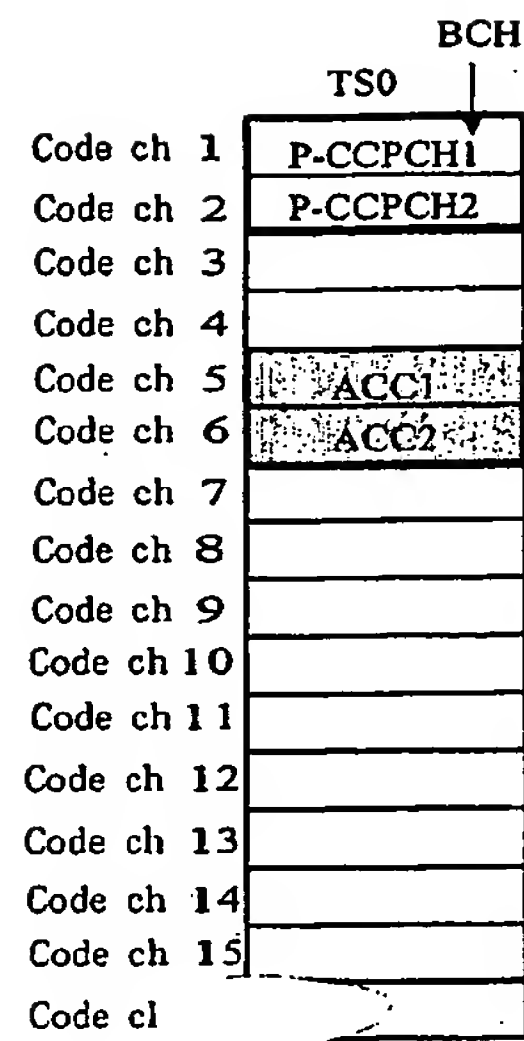 BCH
TS0
Code ch 1 P-CCPCH1
Code ch 2 P-CCPCH2
Code ch 3
Code ch 4
Code ch 5 ACC1
Code ch 6 ACC2
Code ch 7
Code ch 8
Code ch 9
Code ch 10
Code ch 11
Code ch 12
Code ch 13
Code ch 14
Code ch 15
Code